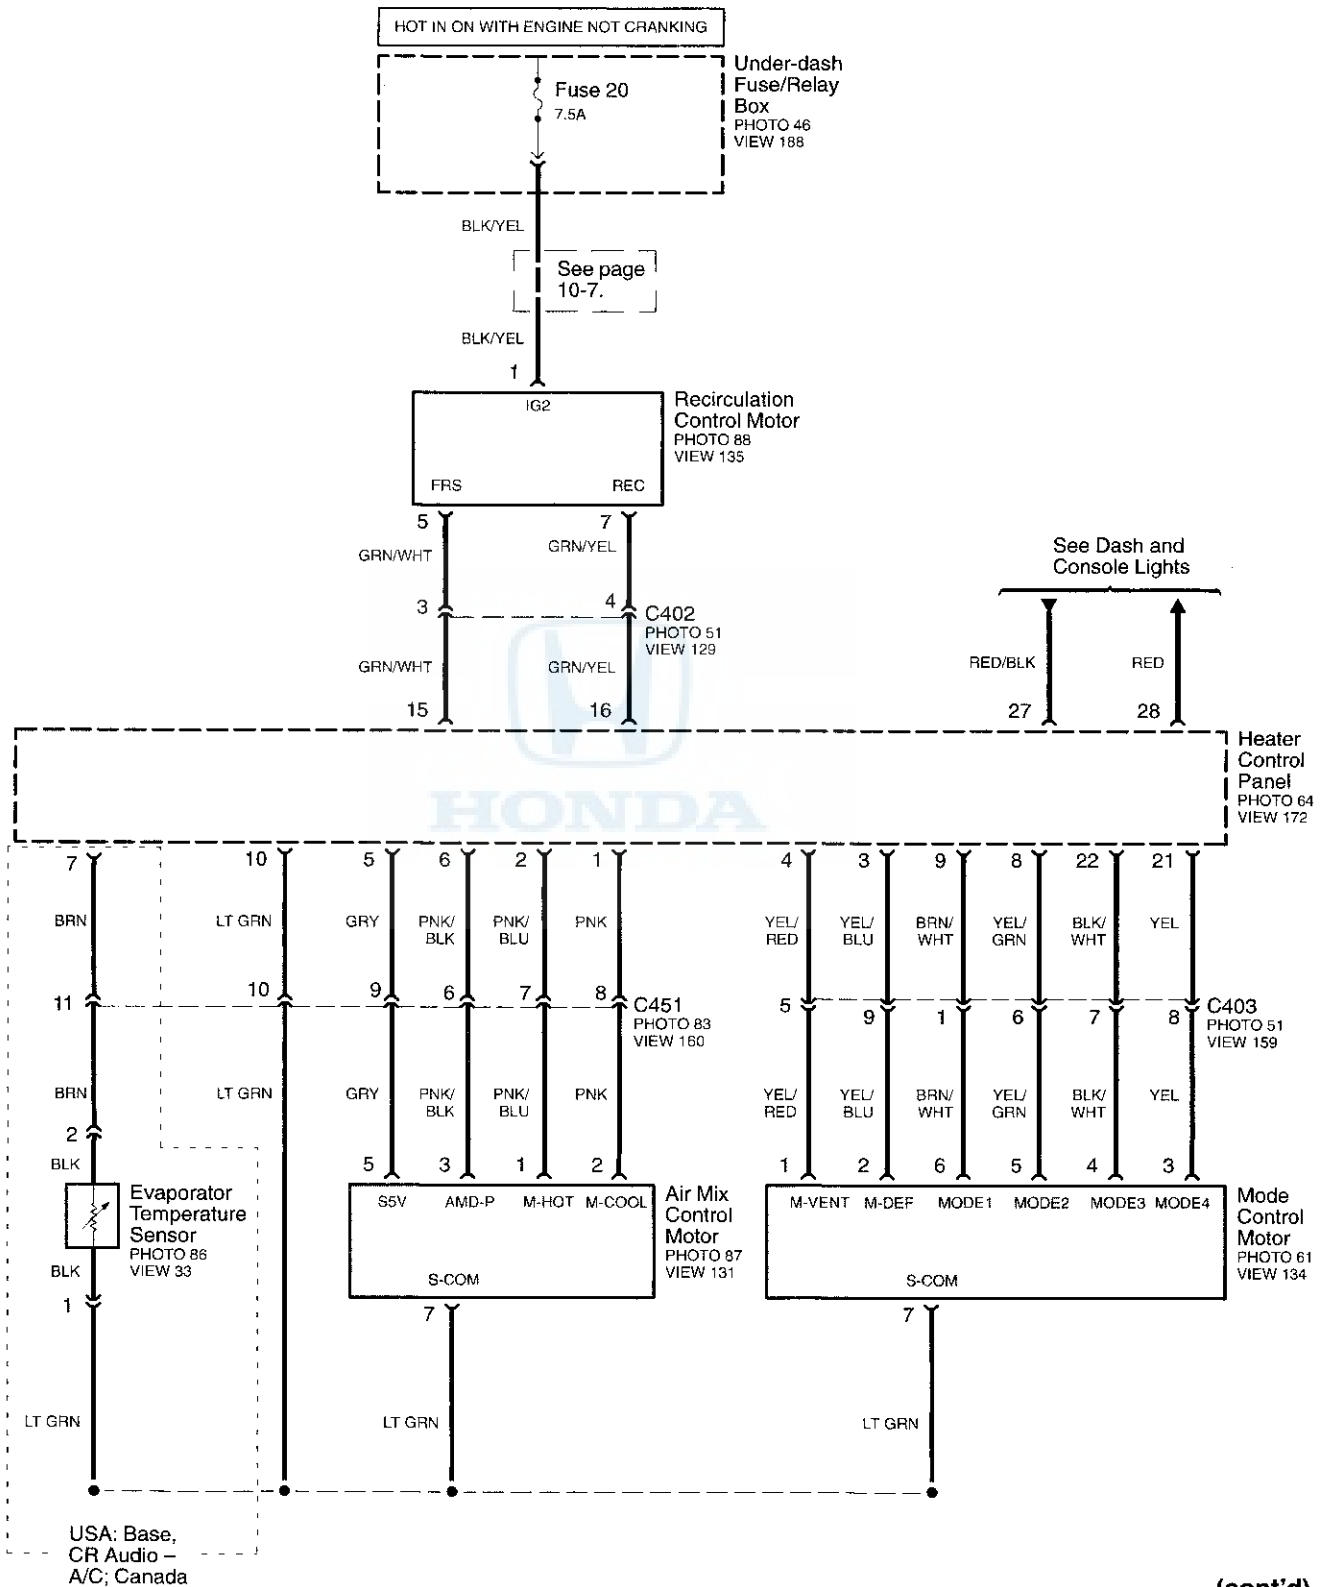 HOT IN ON WITH ENGINE NOT CRANKING
Under-dash
Fuse/Relay
Box
PHOTO 46
VIEW 188
Fuse 20
7.5A
BLK/YEL
See page
10-7.
BLK/YEL
1
IG2
Recirculation
Control Motor
PHOTO 88
VIEW 135
FRS REC
5 7
GRN/WHT GRN/YEL
See Dash and
Console Lights
3 4
C402
PHOTO 51
VIEW 129
GRN/WHT GRN/YEL RED/BLK RED
15 16 27 28
Heater
Control
Panel
PHOTO 64
VIEW 172
HONDA
7 10 5 6 2 1 4 3 9 8 22 21
BRN LT GRN GRY PNK/ PNK/ PNK YEL/ YEL/ BRN/ YEL/ BLK/ YEL
BLK BLU RED BLU WHT GRN WHT
11 10 9 6 7 8 5 9 1 6 7 8
C451
PHOTO 83
VIEW 160
C403
PHOTO 51
VIEW 159
BRN LT GRN GRY PNK/ PNK/ PNK YEL/ YEL/ BRN/ YEL/ BLK/ YEL
BLK BLU RED BLU WHT GRN WHT
2
BLK
5 3 1 2 1 2 6 5 4 3
Evaporator
Temperature
Sensor
PHOTO 86
VIEW 33
S5V AMD-P M-HOT M-COOL
Air Mix
Control
Motor
PHOTO 87
VIEW 131
M-VENT M-DEF MODE1 MODE2 MODE3 MODE4
Mode
Control
Motor
PHOTO 61
VIEW 134
BLK
S-COM S-COM
1 7 7
LT GRN LT GRN LT GRN
USA: Base,
CR Audio –
A/C; Canada
(cont'd)